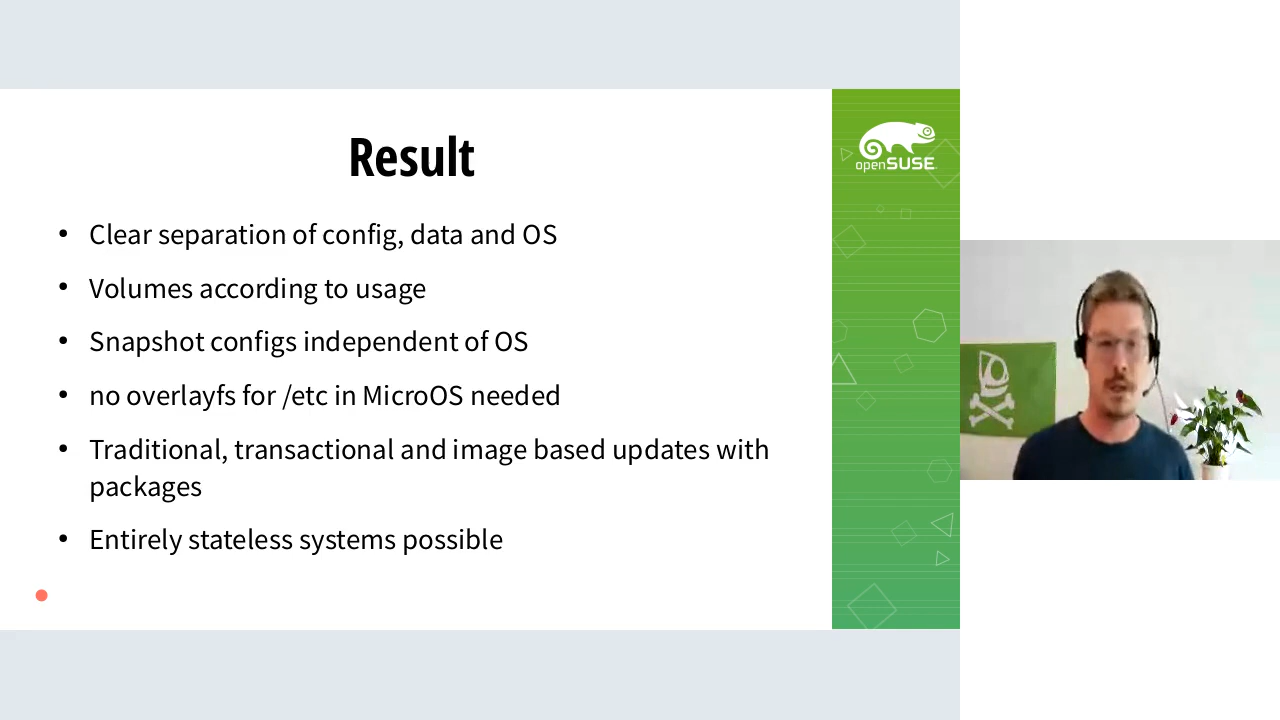 Result
openSUSE
• Clear separation of config, data and OS
• Volumes according to usage
• Snapshot configs independent of OS
• no overlayfs for /etc in MicroOS needed
• Traditional, transactional and image based updates with
packages
• Entirely stateless systems possible